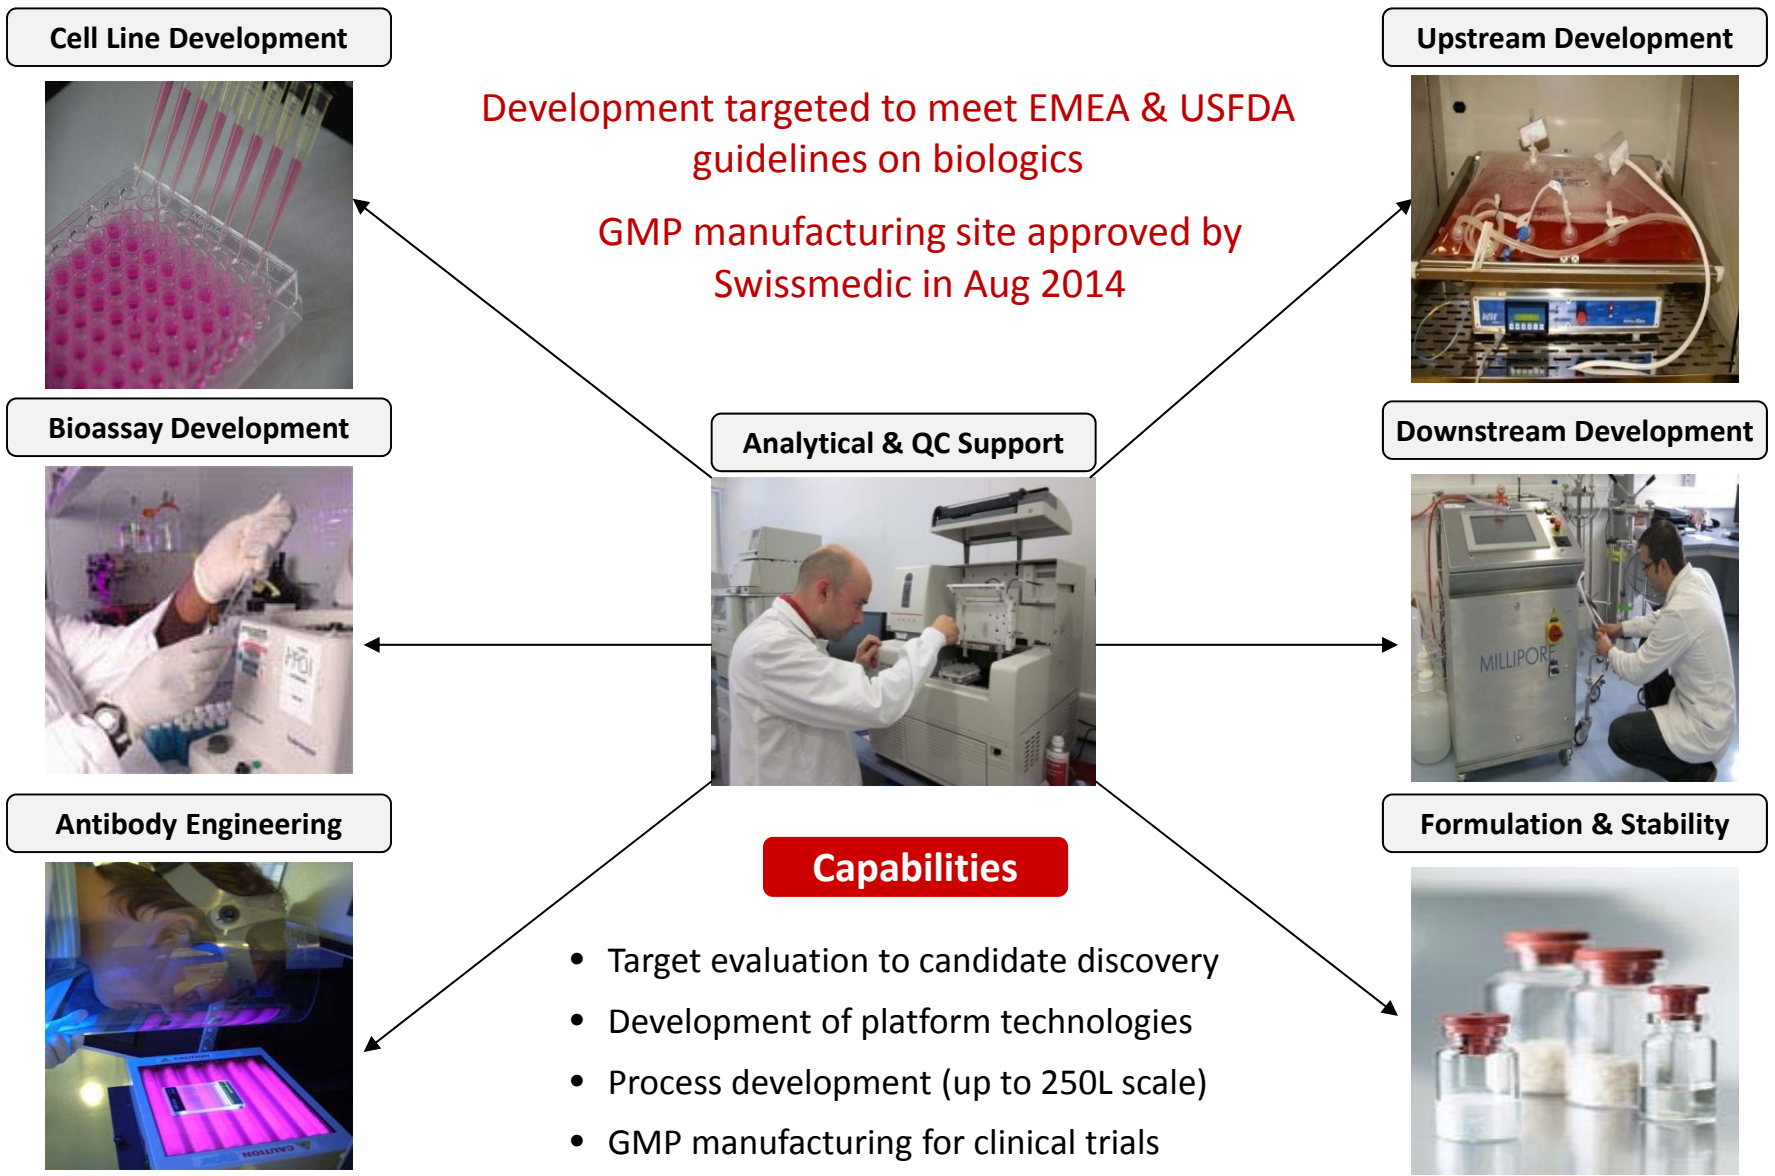 Cell Line Development
Upstream Development
Development targeted to meet EMEA & USFDA
guidelines on biologics
GMP manufacturing site approved by
Swissmedic in Aug 2014
Bioassay Development
Analytical & QC Support
Downstream Development
MILLIPORE
Antibody Engineering
Formulation & Stability
Capabilities
• Target evaluation to candidate discovery
• Development of platform technologies
• Process development (up to 250L scale)
• GMP manufacturing for clinical trials
CAUTION
CAUTION